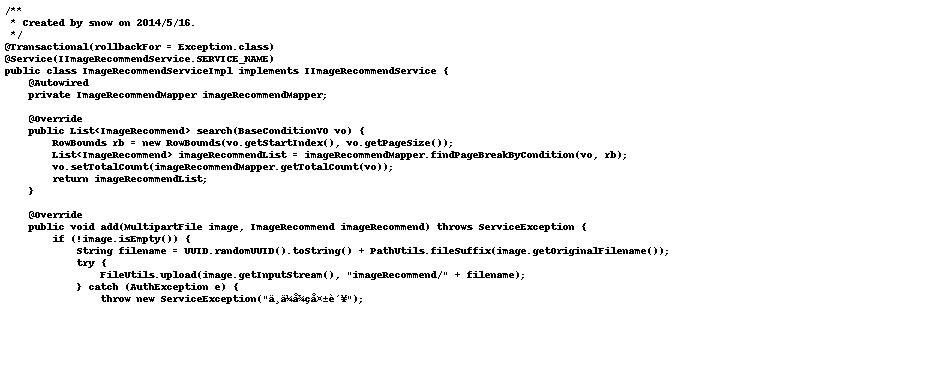 /**
 * Created by snow on 2014/5/16.
 */
@Transactional(rollbackFor = Exception.class)
@Service(IImageRecommendService.SERVICE_NAME)
public class ImageRecommendServiceImpl implements IImageRecommendService {
    @Autowired
    private ImageRecommendMapper imageRecommendMapper;

    @Override
    public List<ImageRecommend> search(BaseConditionVO vo) {
        RowBounds rb = new RowBounds(vo.getStartIndex(), vo.getPageSize());
        List<ImageRecommend> imageRecommendList = imageRecommendMapper.findPageBreakByCondition(vo, rb);
        vo.setTotalCount(imageRecommendMapper.getTotalCount(vo));
        return imageRecommendList;
    }

    @Override
    public void add(MultipartFile image, ImageRecommend imageRecommend) throws ServiceException {
        if (!image.isEmpty()) {
            String filename = UUID.randomUUID().toString() + PathUtils.fileSuffix(image.getOriginalFilename());
            try {
                FileUtils.upload(image.getInputStream(), "imageRecommend/" + filename);
            } catch (AuthException e) {
                throw new ServiceException("ä¸ä¼å¾çå¤±è´¥");